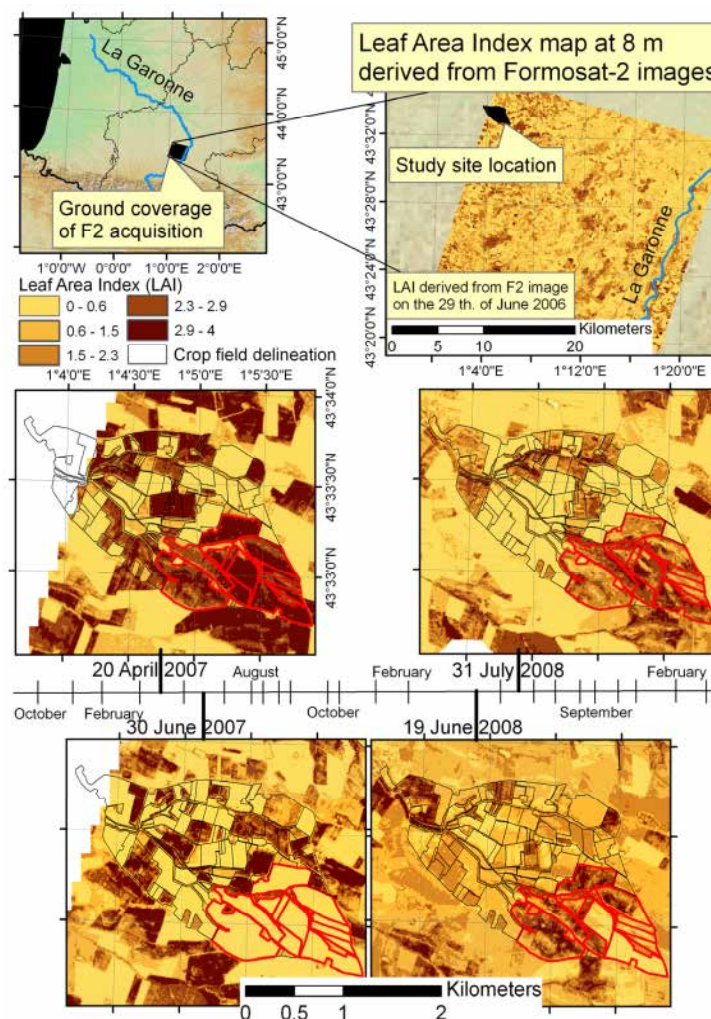 La Garonne
45°0'0"N
44°0'0"N
43°0'0"N
Ground coverage
of F2 acquisition
1°0'0"W 0°0'0" 1°0'0"E 2°0'0"E
Leaf Area Index map at 8 m
derived from Formosat-2 images
43°32'0"N
43°28'0"N
43°24'0"N
43°20'0"N
Study site location
La Garonne
LAI derived from F2 image
on the 29 th. of June 2006
Kilometers
0 5 10 20
1°4'0"E 1°12'0"E 1°20'0"E
Leaf Area Index (LAI)
0 - 0.6
0.6 - 1.5
1.5 - 2.3
2.3 - 2.9
2.9 - 4
Crop field delineation
1°4'0"E 1°4'30"E 1°5'0"E 1°5'30"E
43°34'0"N
43°33'30"N
43°33'0"N
20 April 2007 August February 31 July 2008 February
October February October September
30 June 2007 19 June 2008
Kilometers
0 0.5 1 2